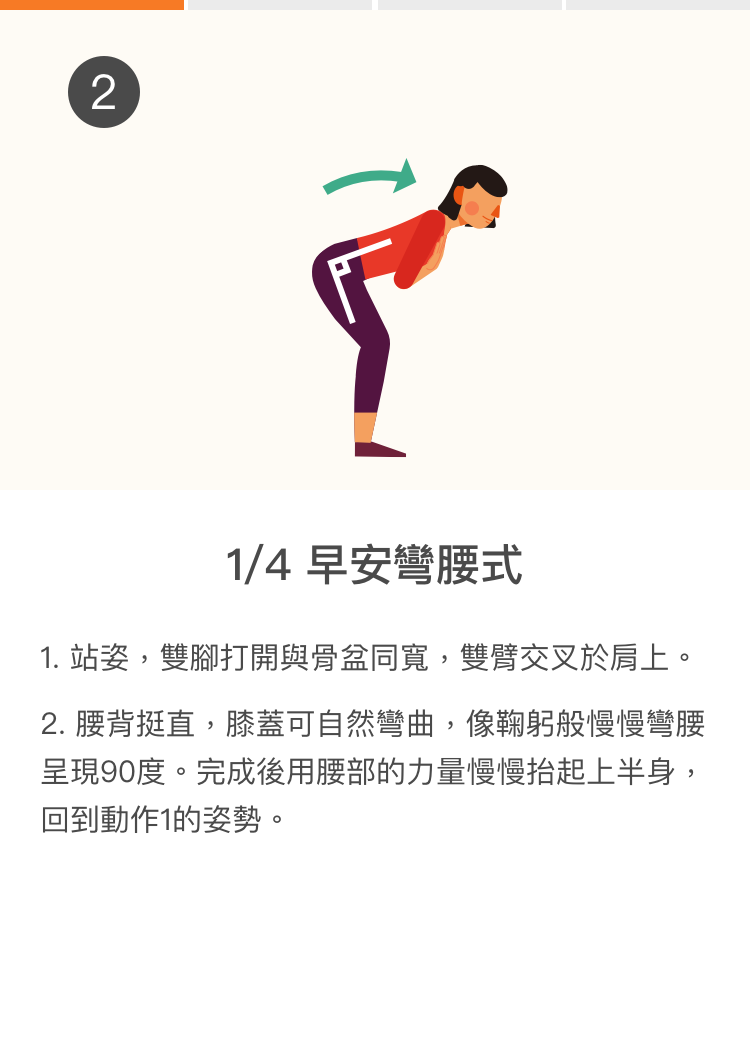 2
1/4 早安彎腰式
1. 站姿，雙腳打開與骨盆同寬，雙臂交叉於肩上。
2. 腰背挺直，膝蓋可自然彎曲，像鞠躬般慢慢彎腰
呈現90度。完成後用腰部的力量慢慢抬起上半身，
回到動作1的姿勢。